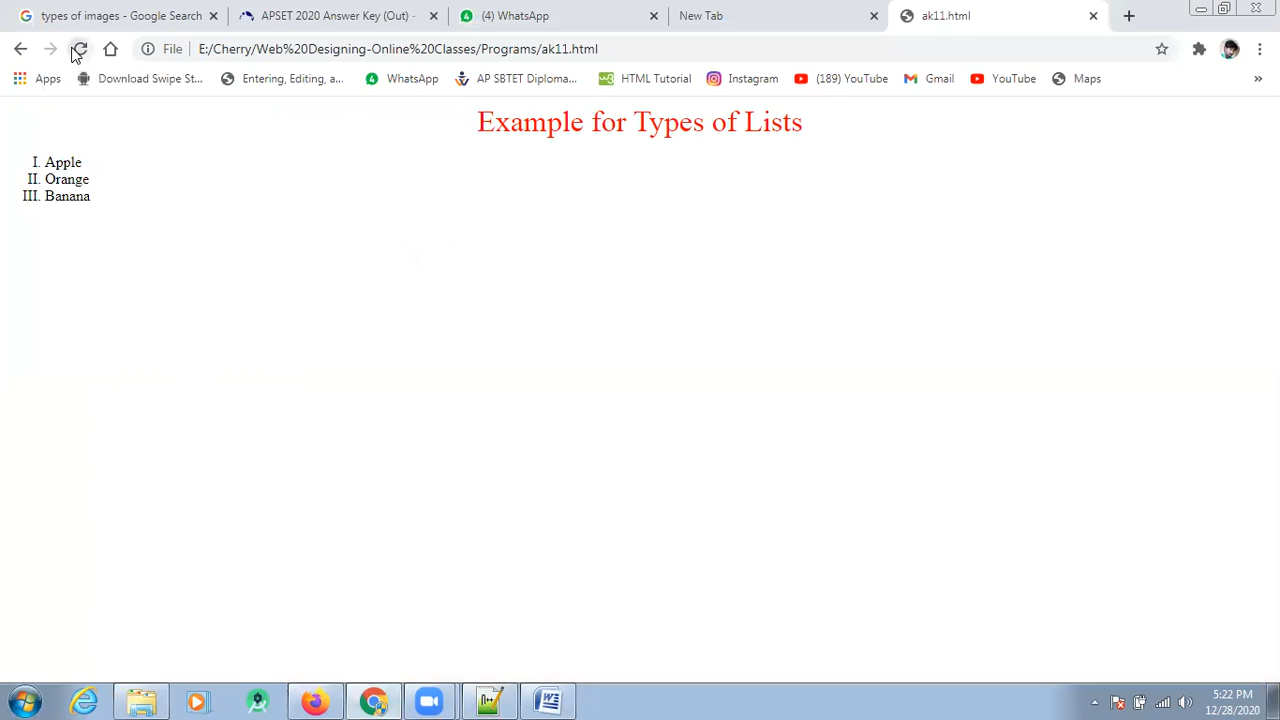 types of images - Google Search
APSET 2020 Answer Key (Out) -
(4) WhatsApp
New Tab
ak11.html
File
E:/Cherry/Web%20Designing-Online%20Classes/Programs/ak11.html
Apps
Download Swipe St...
Entering, Editing, a...
WhatsApp
AP SBTET Diploma...
HTML Tutorial
Instagram
(189) YouTube
Gmail
YouTube
Maps
»
Example for Types of Lists
I. Apple
II. Orange
III. Banana
5:22 PM
12/28/2020